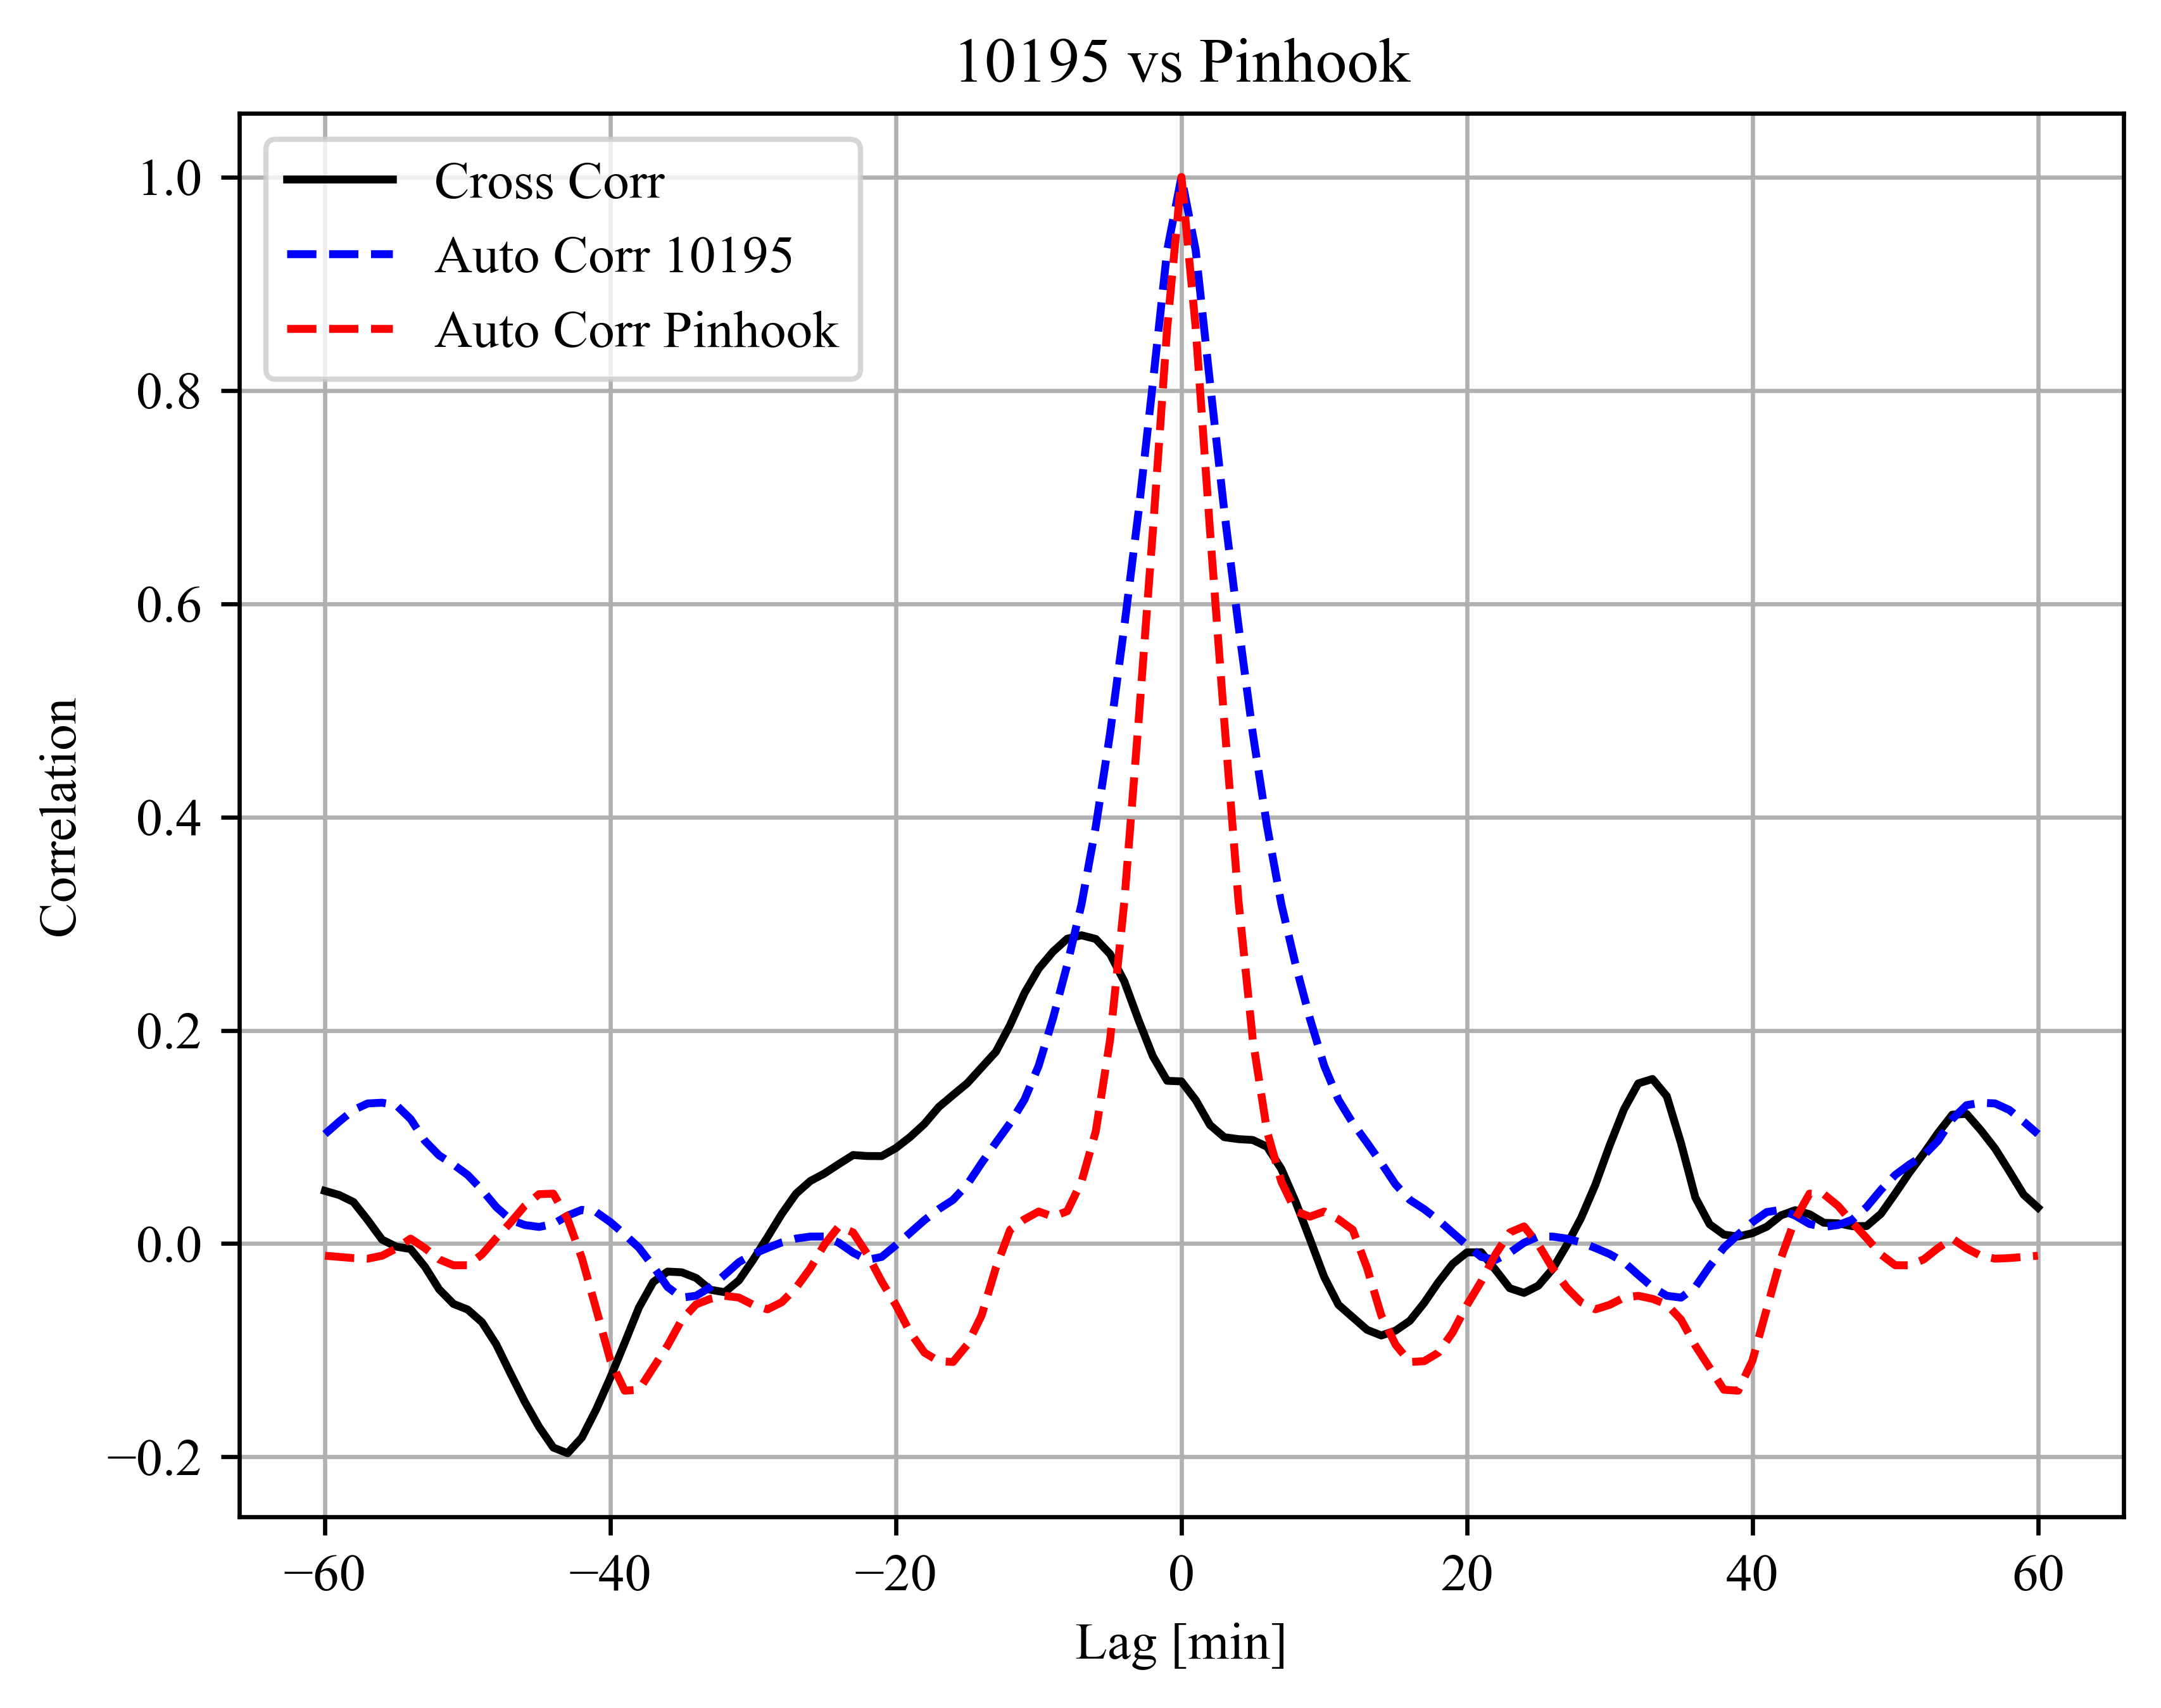 10195 vs Pinhook
Cross Corr
Auto Corr 10195
Auto Corr Pinhook
1.0
0.8
0.6
0.4
0.2
0.0
−0.2
Correlation
−60
−40
−20
0
20
40
60
Lag [min]